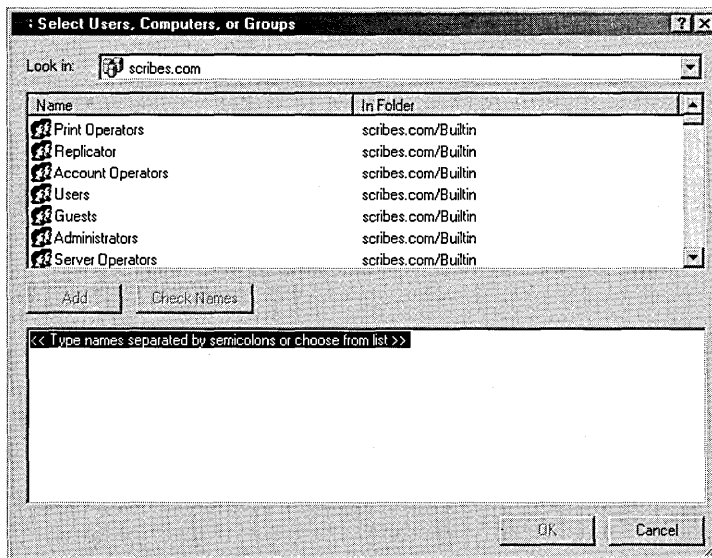 Select Users, Computers, or Groups
Look in: scribes.com
Name In Folder
Print Operators scribes.com/Builtin
Replicator scribes.com/Builtin
Account Operators scribes.com/Builtin
Users scribes.com/Builtin
Guests scribes.com/Builtin
Administrators scribes.com/Builtin
Server Operators scribes.com/Builtin
Add Check Names
<< Type names separated by semicolons or choose from list >>
OK Cancel